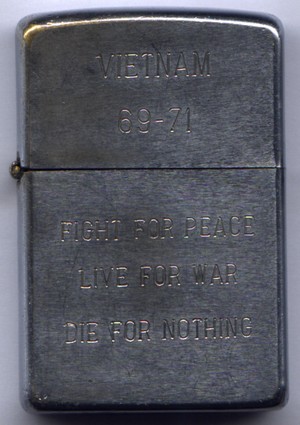 VIETNAM
69-71
FIGHT FOR PEACE
LIVE FOR WAR
DIE FOR NOTHING